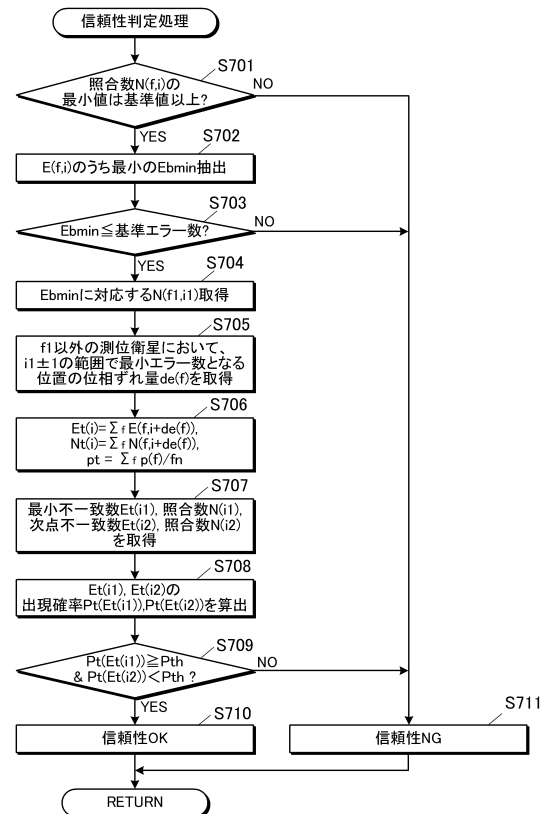 信頼性判定処理
S701
照合数N(f,i)の
最小値は基準値以上?
NO
YES
S702
E(f,i)のうち最小のEbmin抽出
S703
Ebmin≦基準エラー数?
NO
YES
S704
Ebminに対応するN(f1,i1)取得
S705
f1以外の測位衛星において、
i1±1の範囲で最小エラー数となる
位置の位相ずれ量de(f)を取得
S706
Et(i)=Σf E(f,i+de(f)),
Nt(i)=Σf N(f,i+de(f)),
pt = Σf p(f)/fn
S707
最小不一致数Et(i1), 照合数N(i1),
次点不一致数Et(i2), 照合数N(i2)
を取得
S708
Et(i1), Et(i2)の
出現確率Pt(Et(i1)),Pt(Et(i2))を算出
S709
Pt(Et(i1))≧Pth
& Pt(Et(i2))<Pth ?
NO
YES
S710
信頼性OK
S711
信頼性NG
RETURN